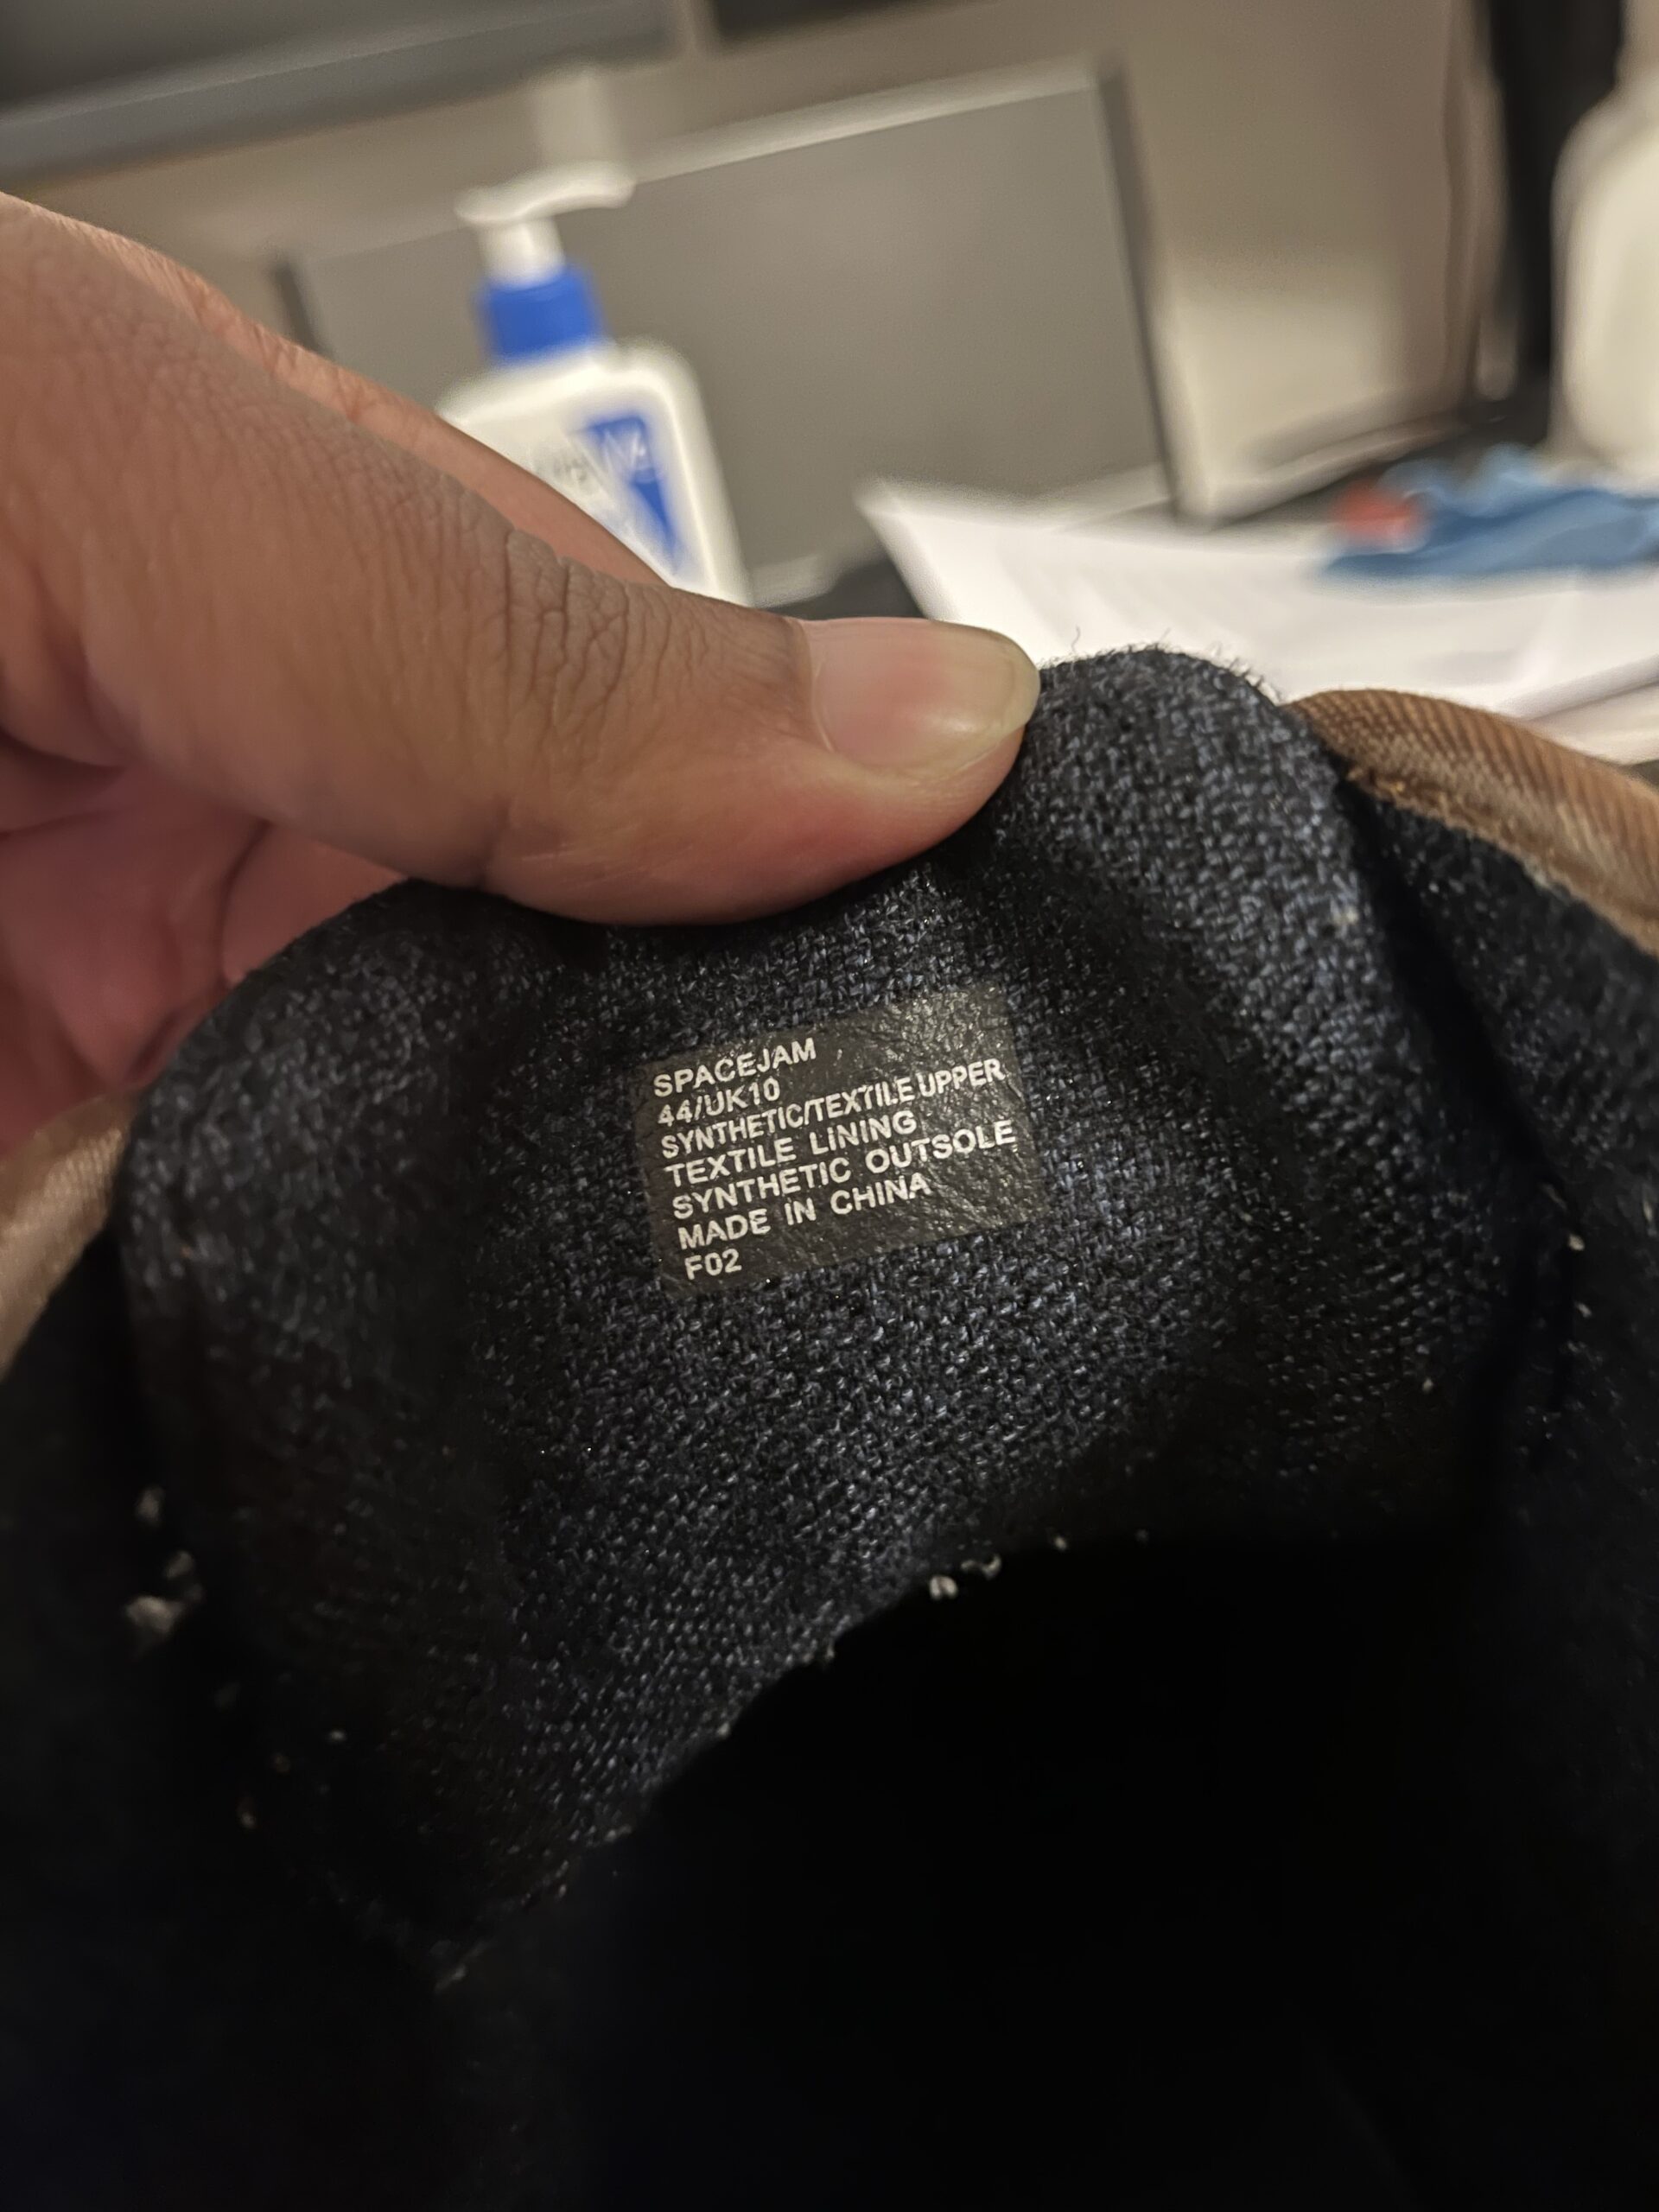 SPACEJAM
44/UK10
SYNTHETIC/TEXTILE UPPER
TEXTILE LINING
SYNTHETIC OUTSOLE
MADE IN CHINA
F02